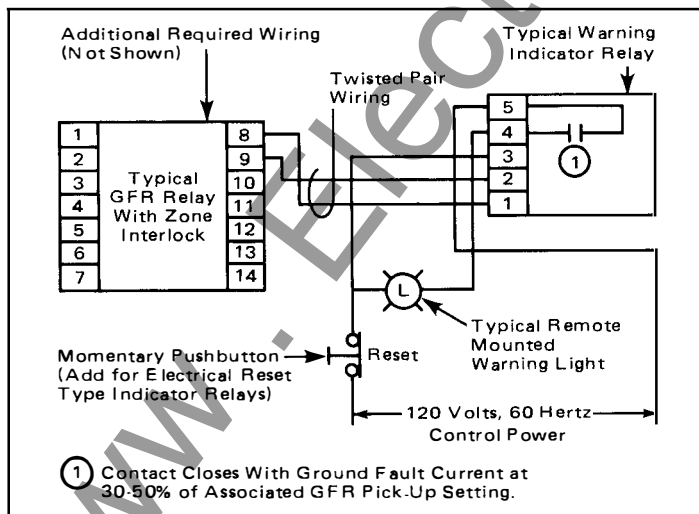 Additional Required Wiring
(Not Shown)
Typical Warning
Indicator Relay
Twisted Pair
Wiring
1
2
3
4
5
6
7
Typical
GFR Relay
With Zone
Interlock
8
9
10
11
12
13
14
5
4
3
2
1
1
L
Typical Remote
Mounted
Warning Light
Momentary Pushbutton
(Add for Electrical Reset
Type Indicator Relays)
Reset
120 Volts, 60 Hertz
Control Power
1 Contact Closes With Ground Fault Current at
30-50% of Associated GFR Pick-Up Setting.
ww . Elect